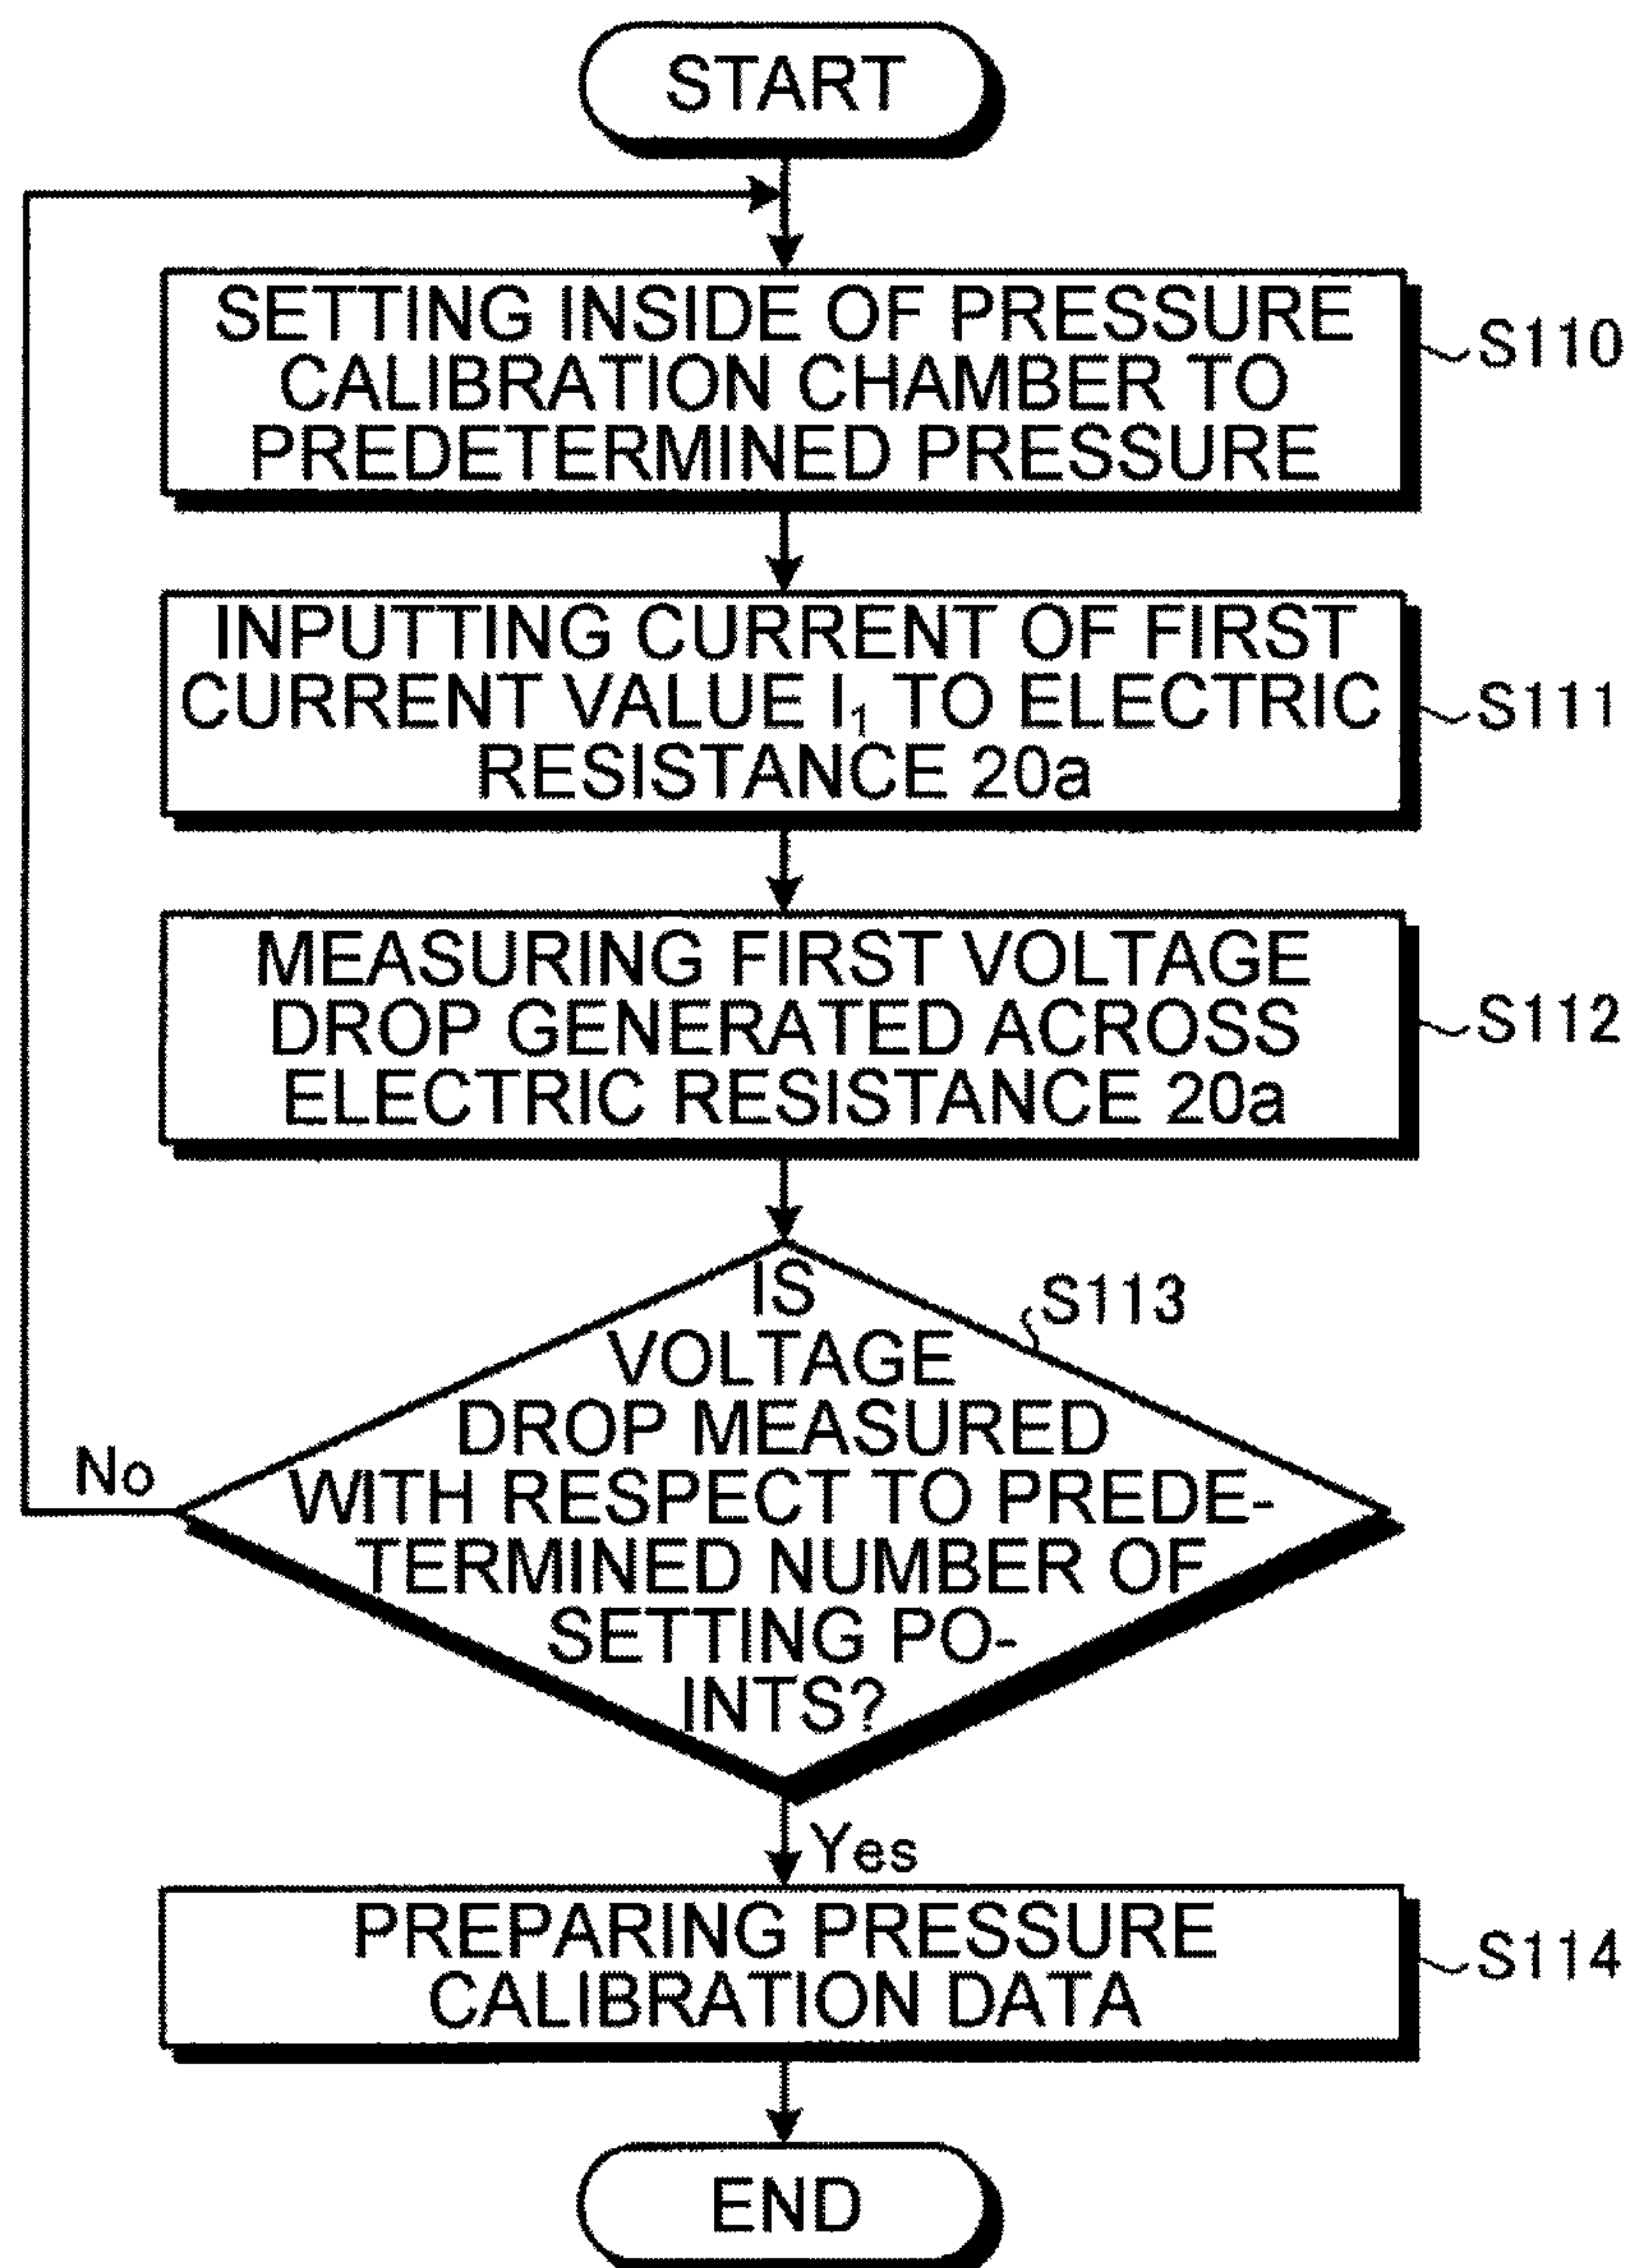 START
SETTING INSIDE OF PRESSURE
CALIBRATION CHAMBER TO
PREDETERMINED PRESSURE
S110
INPUTTING CURRENT OF FIRST
CURRENT VALUE I₁ TO ELECTRIC
RESISTANCE 20a
S111
MEASURING FIRST VOLTAGE
DROP GENERATED ACROSS
ELECTRIC RESISTANCE 20a
S112
IS
VOLTAGE
DROP MEASURED
WITH RESPECT TO PREDE-
TERMINED NUMBER OF
SETTING PO-
INTS?
S113
No
Yes
PREPARING PRESSURE
CALIBRATION DATA
S114
END